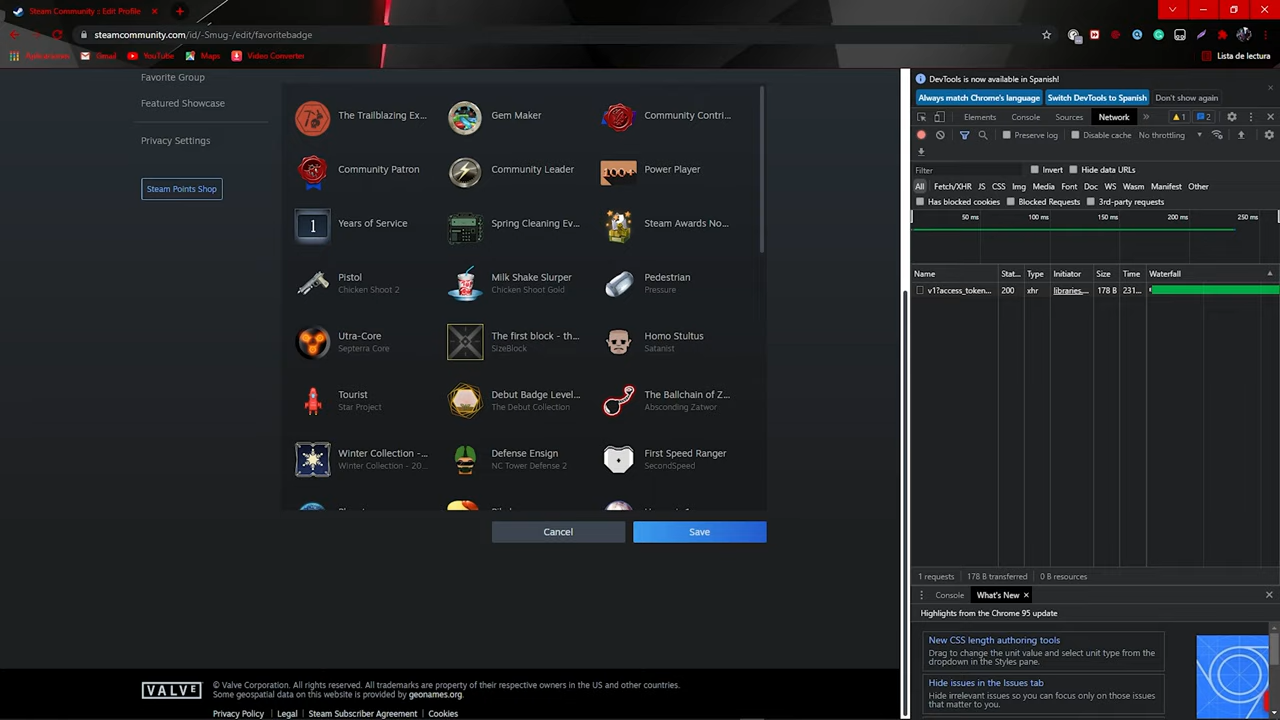 Steam Community :: Edit Profile
steamcommunity.com/id/-Smug-/edit/favoritebadge
Gmail
YouTube
Maps
Video Converter
Lista de lectura
Favorite Group
Featured Showcase
Privacy Settings
Steam Points Shop
The Trailblazing Ex...
Gem Maker
Community Contri...
Community Patron
Community Leader
100+
Power Player
1
Years of Service
Spring Cleaning Ev...
Steam Awards No...
Pistol
Chicken Shoot 2
Milk Shake Slurper
Chicken Shoot Gold
Pedestrian
Pressure
Utra-Core
Septerra Core
The first block - th...
SizeBlock
Homo Stultus
Satanist
Tourist
Star Project
Debut Badge Level...
The Debut Collection
The Ballchain of Z...
Absconding Zatwor
Winter Collection -...
Winter Collection - 20...
Defense Ensign
NC Tower Defense 2
First Speed Ranger
SecondSpeed
Cancel
Save
VALVE
© Valve Corporation. All rights reserved. All trademarks are property of their respective owners in the US and other countries.
Some geospatial data on this website is provided by geonames.org.
Privacy Policy | Legal | Steam Subscriber Agreement | Cookies
DevTools is now available in Spanish!
Always match Chrome's language
Switch DevTools to Spanish
Don't show again
Elements
Console
Sources
Network
1
2
Preserve log
Disable cache
No throttling
Filter
Invert
Hide data URLs
All
Fetch/XHR
JS
CSS
Img
Media
Font
Doc
WS
Wasm
Manifest
Other
Has blocked cookies
Blocked Requests
3rd-party requests
50 ms
100 ms
150 ms
200 ms
250 ms
Name
Stat...
Type
Initiator
Size
Time
Waterfall
v1?access_token...
200
xhr
libraries...
178 B
231...
1 requests
178 B transferred
0 B resources
Console
What's New
Highlights from the Chrome 95 update
New CSS length authoring tools
Drag to change the unit value and select unit type from the
dropdown in the Styles pane.
Hide issues in the Issues tab
Hide irrelevant issues so you can focus only on those issues
that matter to you.